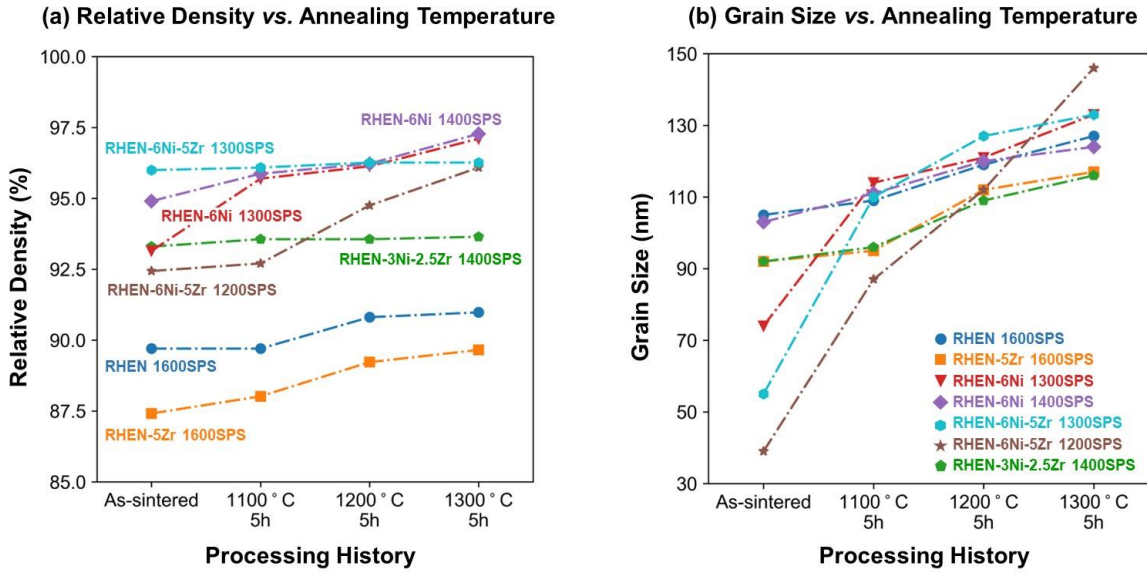 (a) Relative Density vs. Annealing Temperature
100.0
97.5
95.0
92.5
90.0
87.5
85.0
Relative Density (%)
RHEN-6Ni 1400SPS
RHEN-6Ni-5Zr 1300SPS
RHEN-6Ni 1300SPS
RHEN-3Ni-2.5Zr 1400SPS
RHEN-6Ni-5Zr 1200SPS
RHEN 1600SPS
RHEN-5Zr 1600SPS
As-sintered
1100 °C
5h
1200 °C
5h
1300 °C
5h
Processing History
(b) Grain Size vs. Annealing Temperature
150
130
110
90
70
50
30
Grain Size (nm)
RHEN 1600SPS
RHEN-5Zr 1600SPS
RHEN-6Ni 1300SPS
RHEN-6Ni 1400SPS
RHEN-6Ni-5Zr 1300SPS
RHEN-6Ni-5Zr 1200SPS
RHEN-3Ni-2.5Zr 1400SPS
As-sintered
1100 °C
5h
1200 °C
5h
1300 °C
5h
Processing History